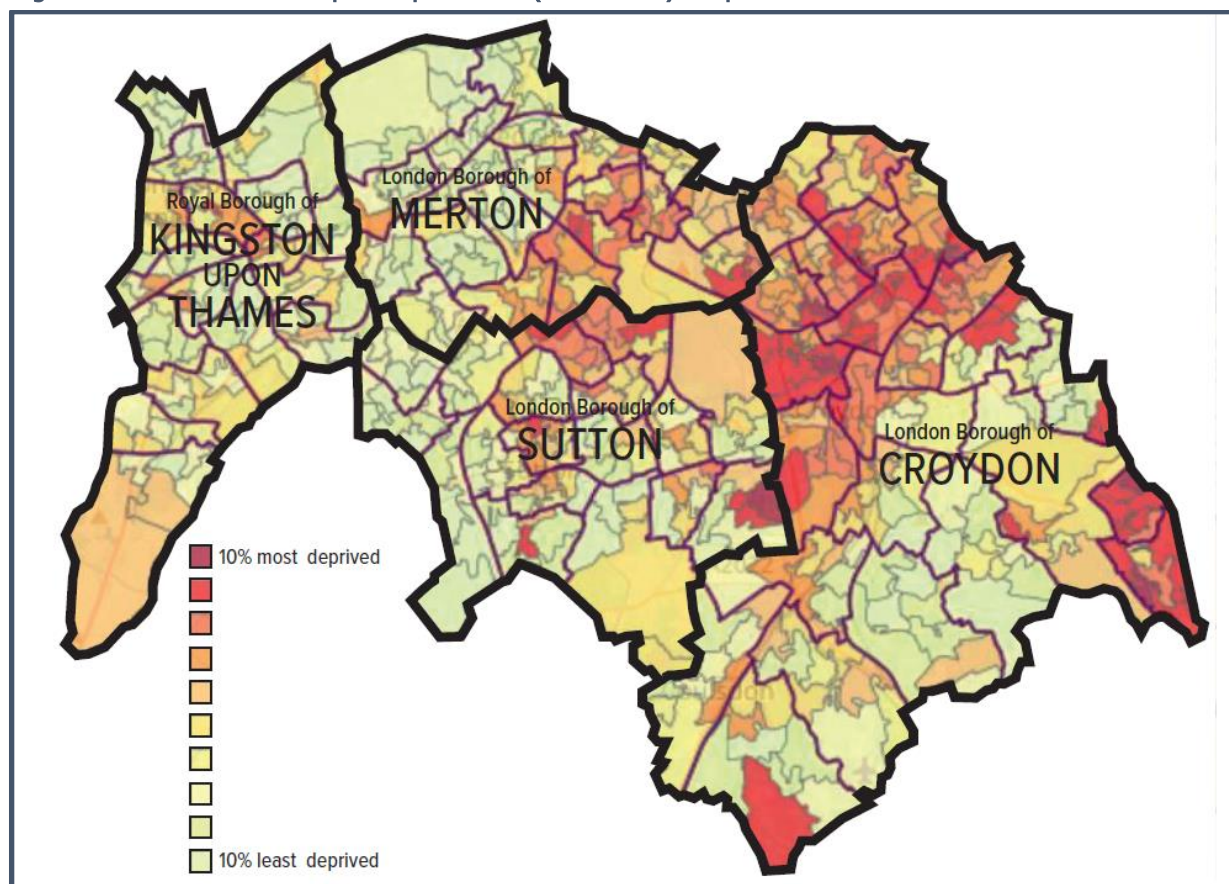 Royal Borough of
KINGSTON
UPON
THAMES
London Borough of
MERTON
London Borough of
SUTTON
London Borough of
CROYDON
10% most deprived
10% least deprived